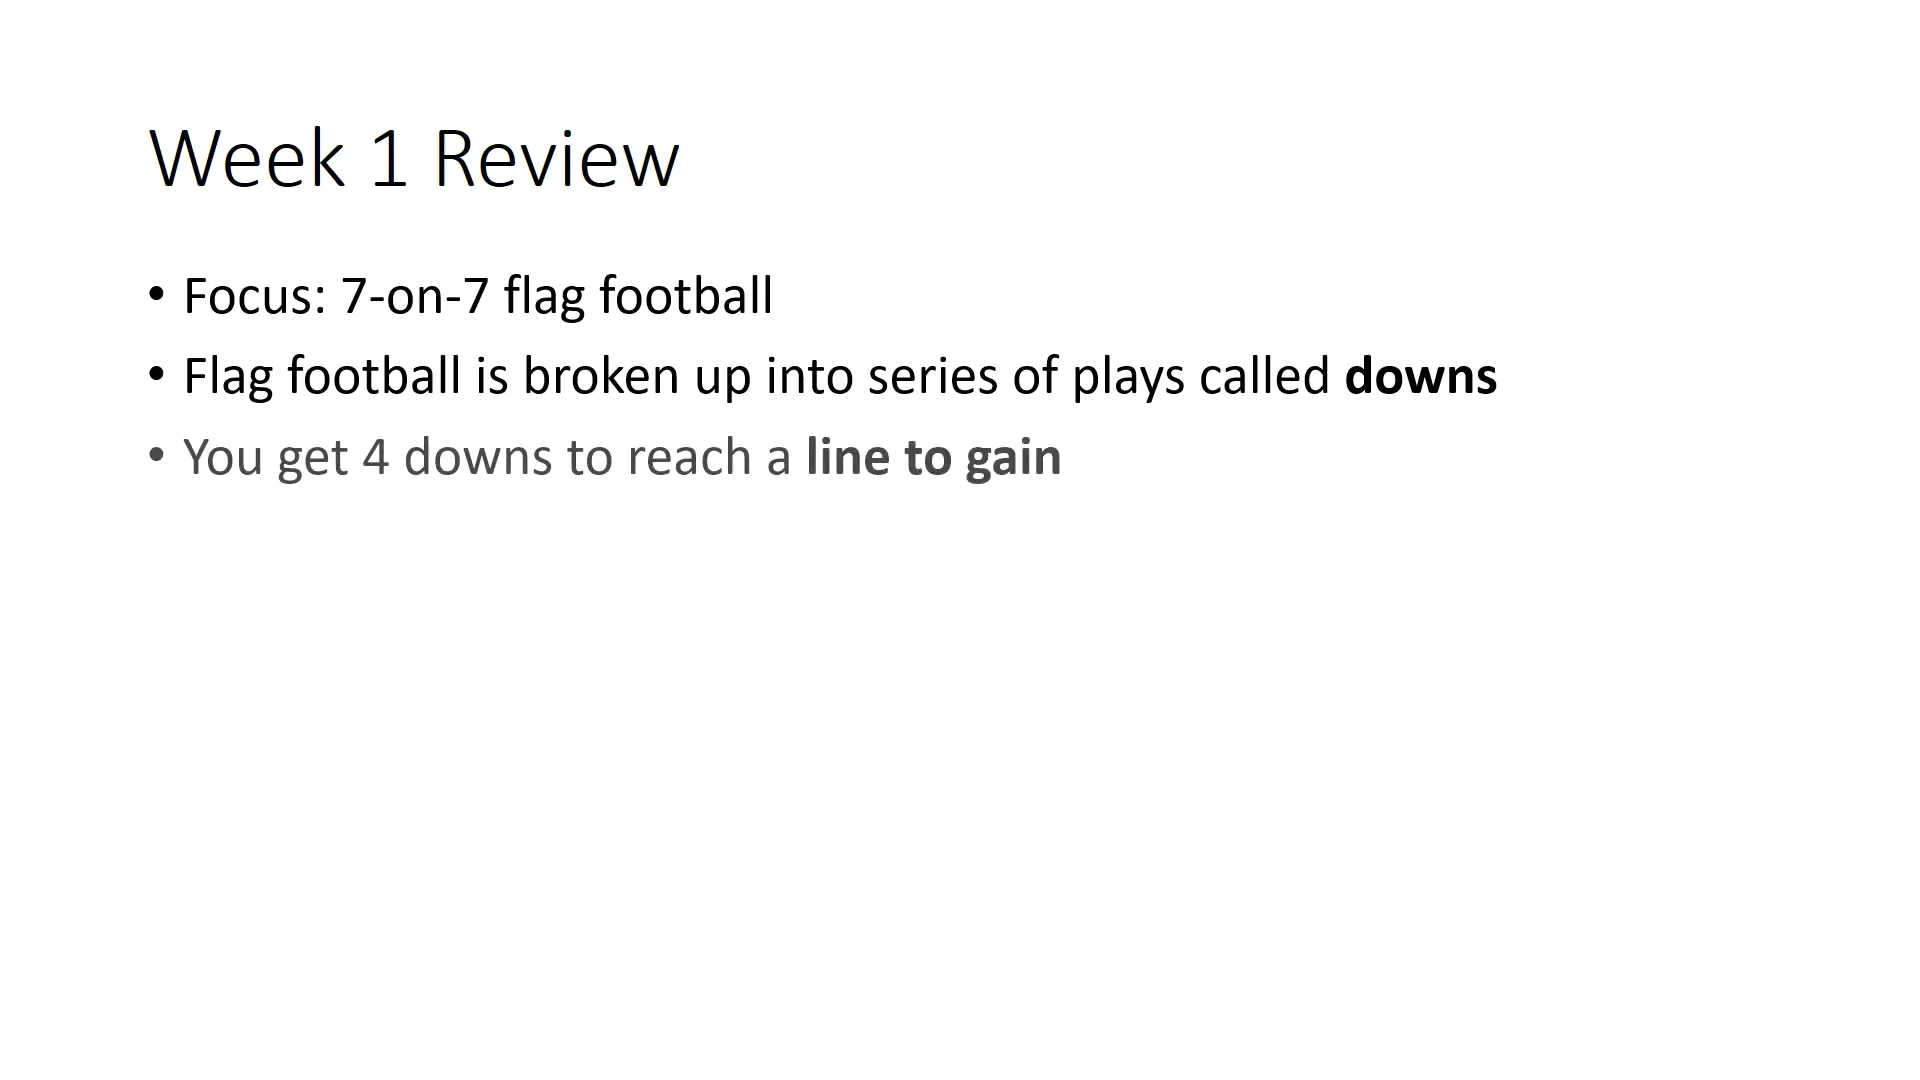 Week 1 Review
• Focus: 7-on-7 flag football
• Flag football is broken up into series of plays called downs
• You get 4 downs to reach a line to gain